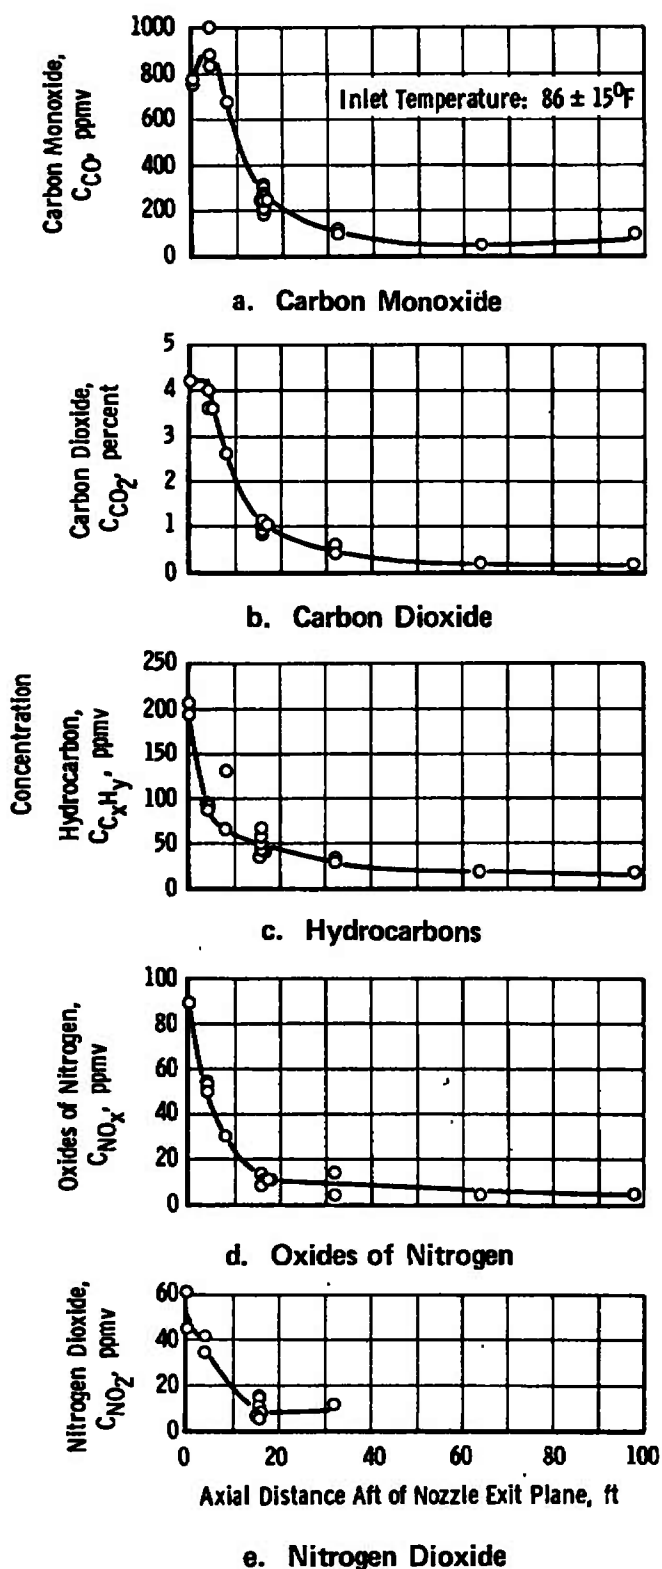 Concentration
Carbon Monoxide,
C_CO, ppmv
1000
800
600
400
200
0
Inlet Temperature: 86 ± 15⁰F
a. Carbon Monoxide
Carbon Dioxide,
C_CO₂, percent
5
4
3
2
1
0
b. Carbon Dioxide
Hydrocarbon,
C_CₓHᵧ, ppmv
250
200
150
100
50
0
c. Hydrocarbons
Oxides of Nitrogen,
C_NOₓ, ppmv
100
80
60
40
20
0
d. Oxides of Nitrogen
Nitrogen Dioxide,
C_NO₂, ppmv
60
40
20
0
0 20 40 60 80 100
Axial Distance Aft of Nozzle Exit Plane, ft
e. Nitrogen Dioxide